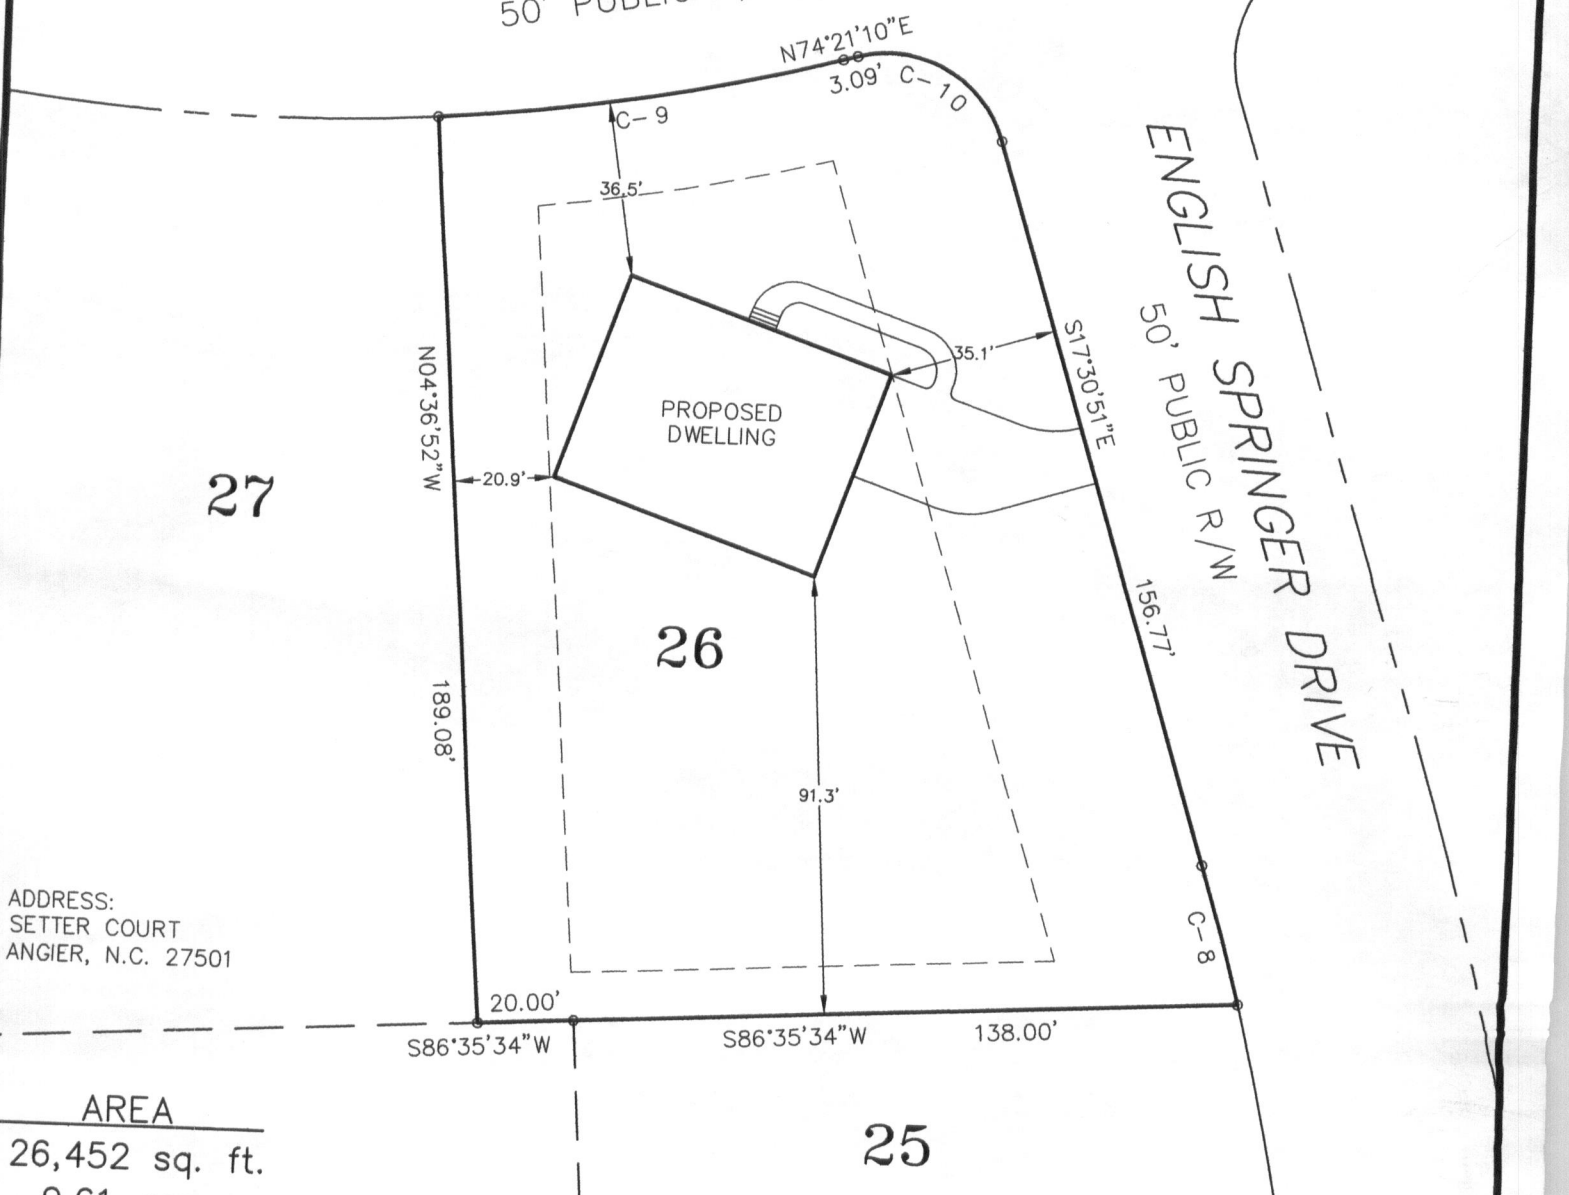 50' PUBLIC
N74°21'10"E
3.09'
C-10
C-9
36.5'
35.1'
S17°30'51"E
ENGLISH SPRINGER DRIVE
50' PUBLIC R/W
PROPOSED
DWELLING
N04°36'52"W
20.9'
27
26
156.77'
189.08'
91.3'
ADDRESS:
SETTER COURT
ANGIER, N.C. 27501
C-8
20.00'
S86°35'34"W
S86°35'34"W
138.00'
AREA
26,452 sq. ft.
25